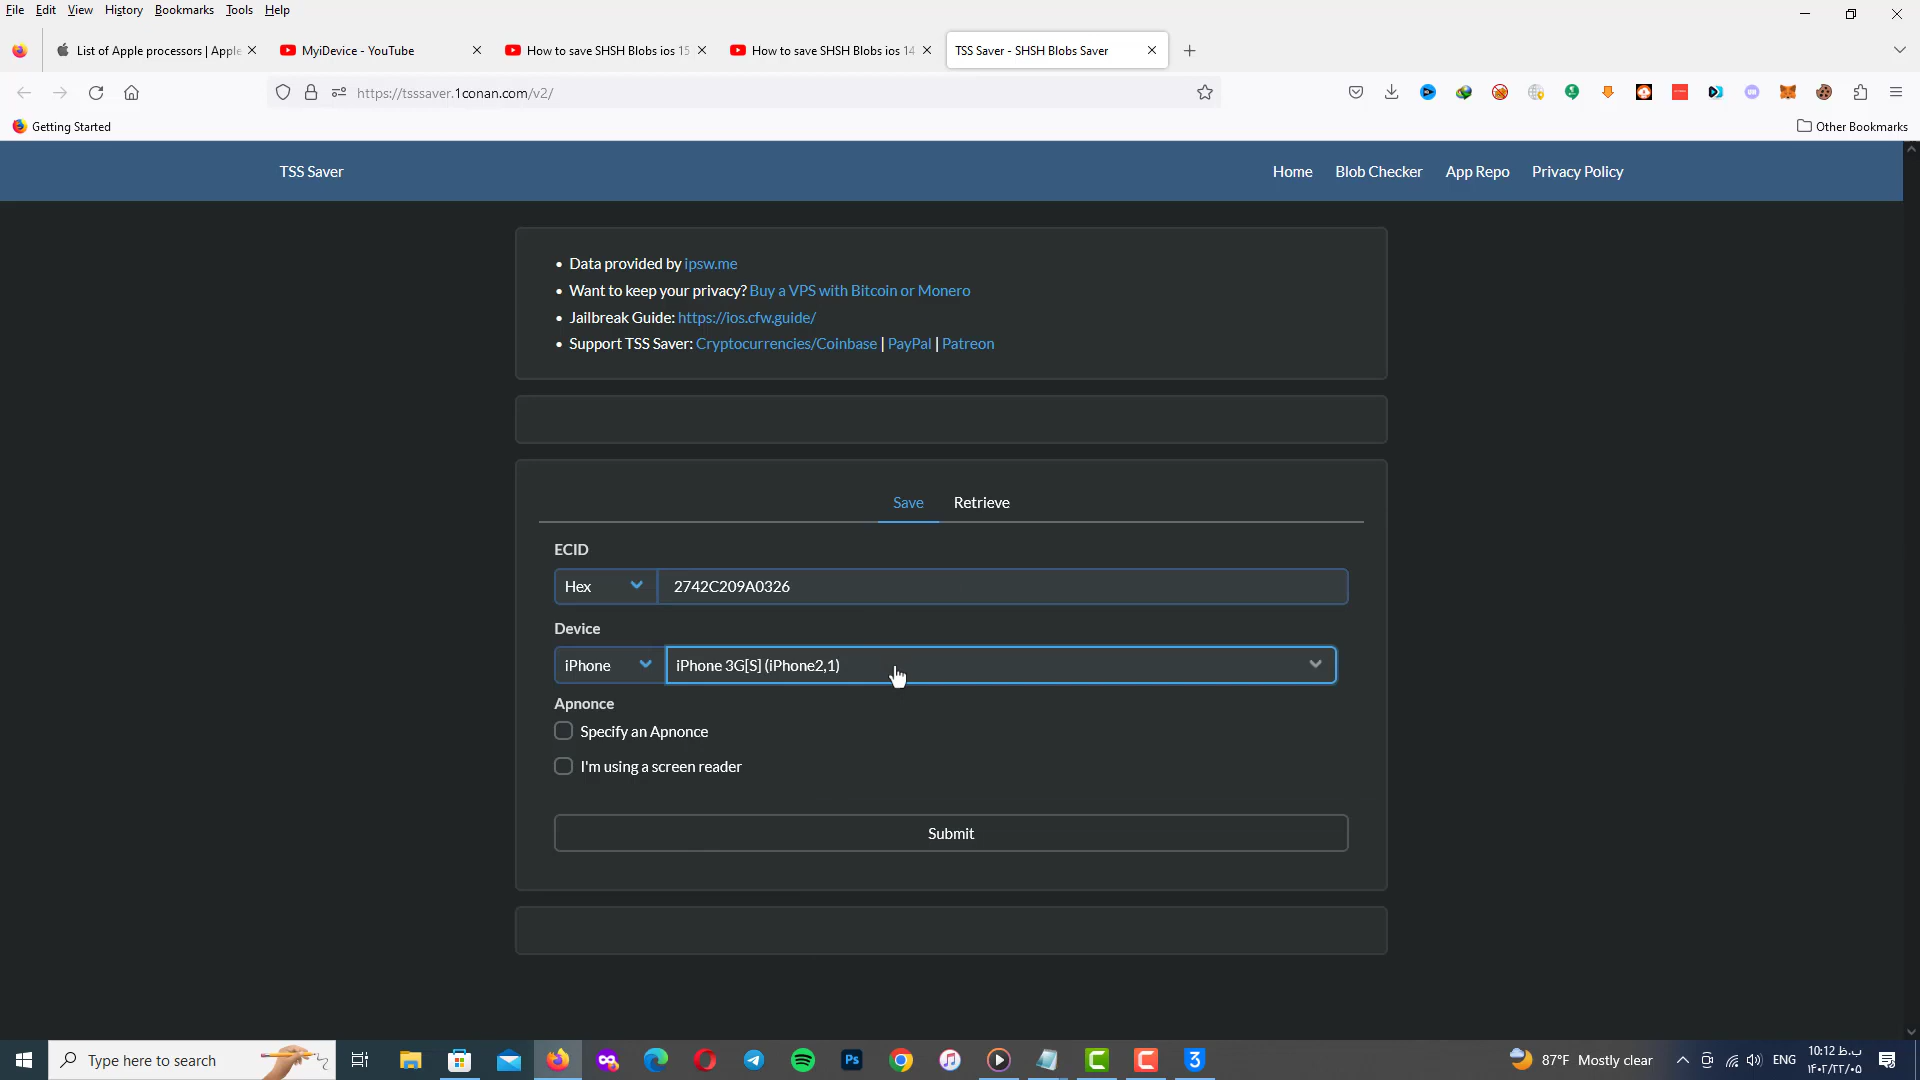 File Edit View History Bookmarks Tools Help
List of Apple processors | Apple
MyiDevice - YouTube
How to save SHSH Blobs ios 15
How to save SHSH Blobs ios 14
TSS Saver - SHSH Blobs Saver
https://tsssaver.1conan.com/v2/
Getting Started
Other Bookmarks
TSS Saver
Home
Blob Checker
App Repo
Privacy Policy
• Data provided by ipsw.me
• Want to keep your privacy? Buy a VPS with Bitcoin or Monero
• Jailbreak Guide: https://ios.cfw.guide/
• Support TSS Saver: Cryptocurrencies/Coinbase | PayPal | Patreon
Save
Retrieve
ECID
Hex
2742C209A0326
Device
iPhone
iPhone 3G[S] (iPhone2,1)
Apnonce
Specify an Apnonce
I'm using a screen reader
Submit
Type here to search
Ps
3
87°F Mostly clear
ENG
10:12 ب.ظ